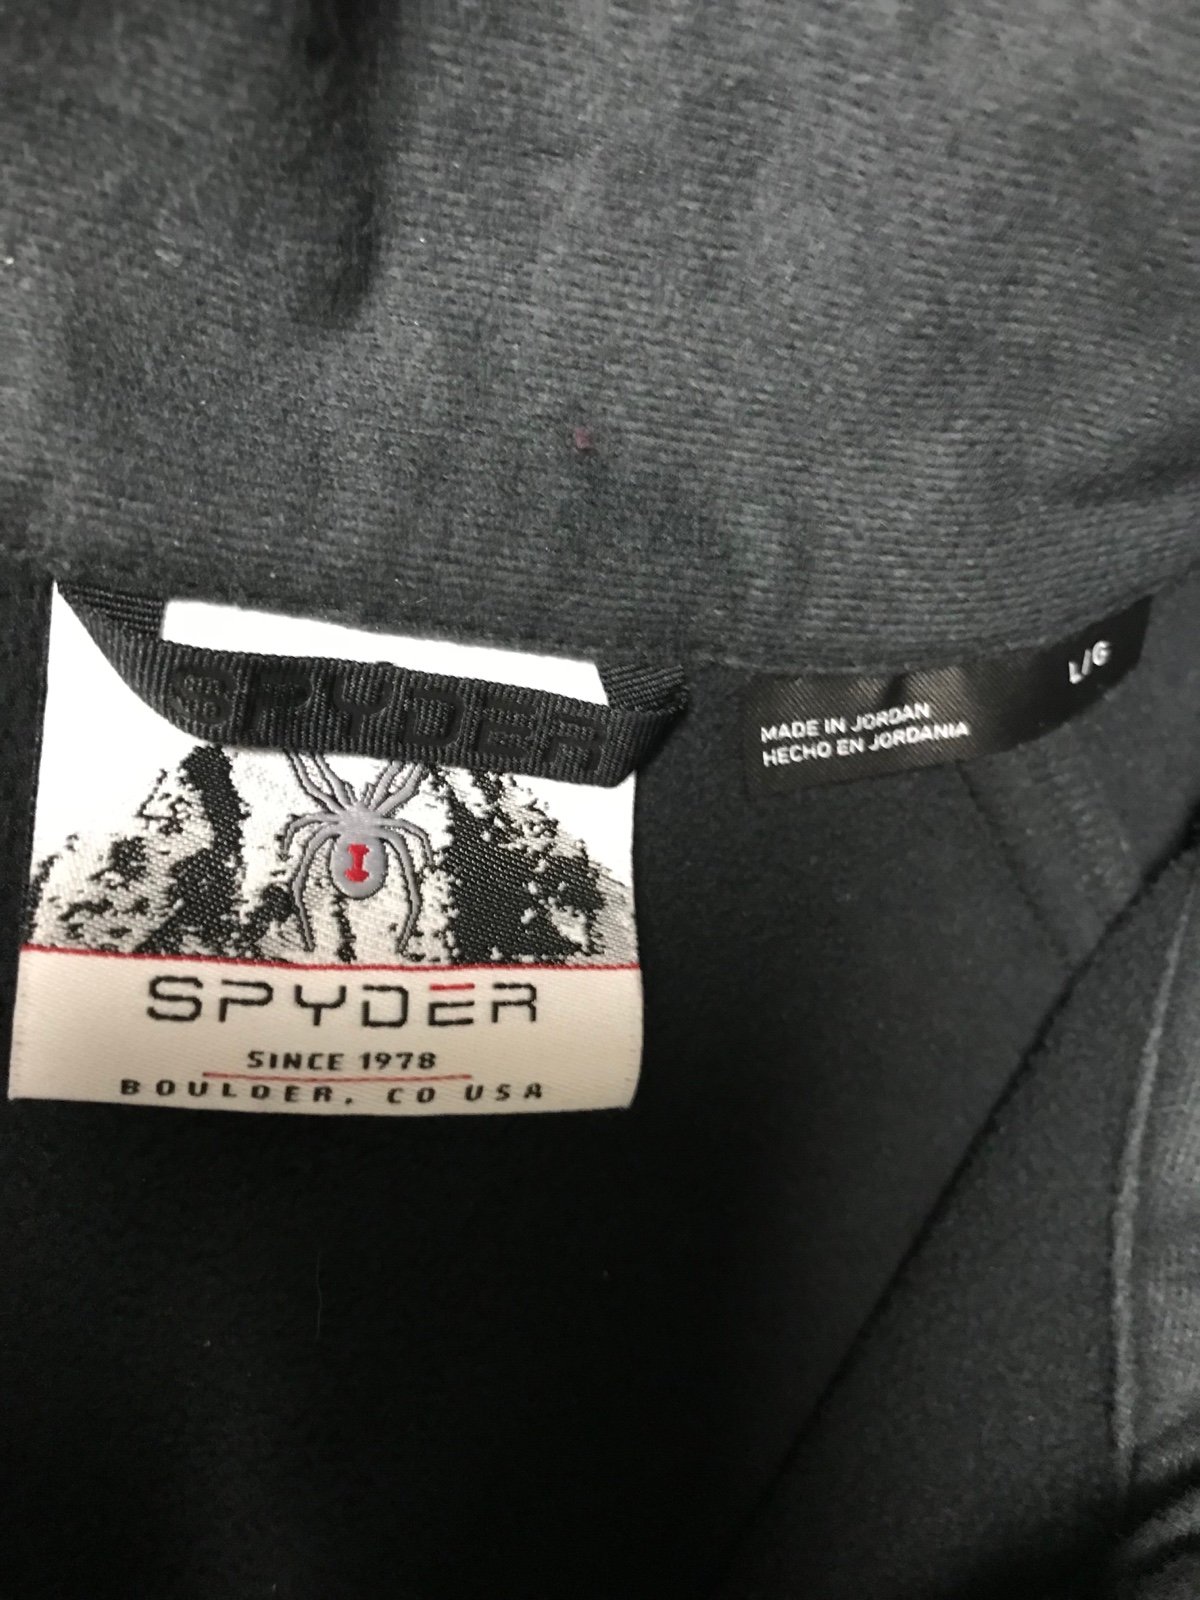 SPYDER
SPYDER
SINCE 1978
BOULDER, CO USA
L/G
MADE IN JORDAN
HECHO EN JORDANIA